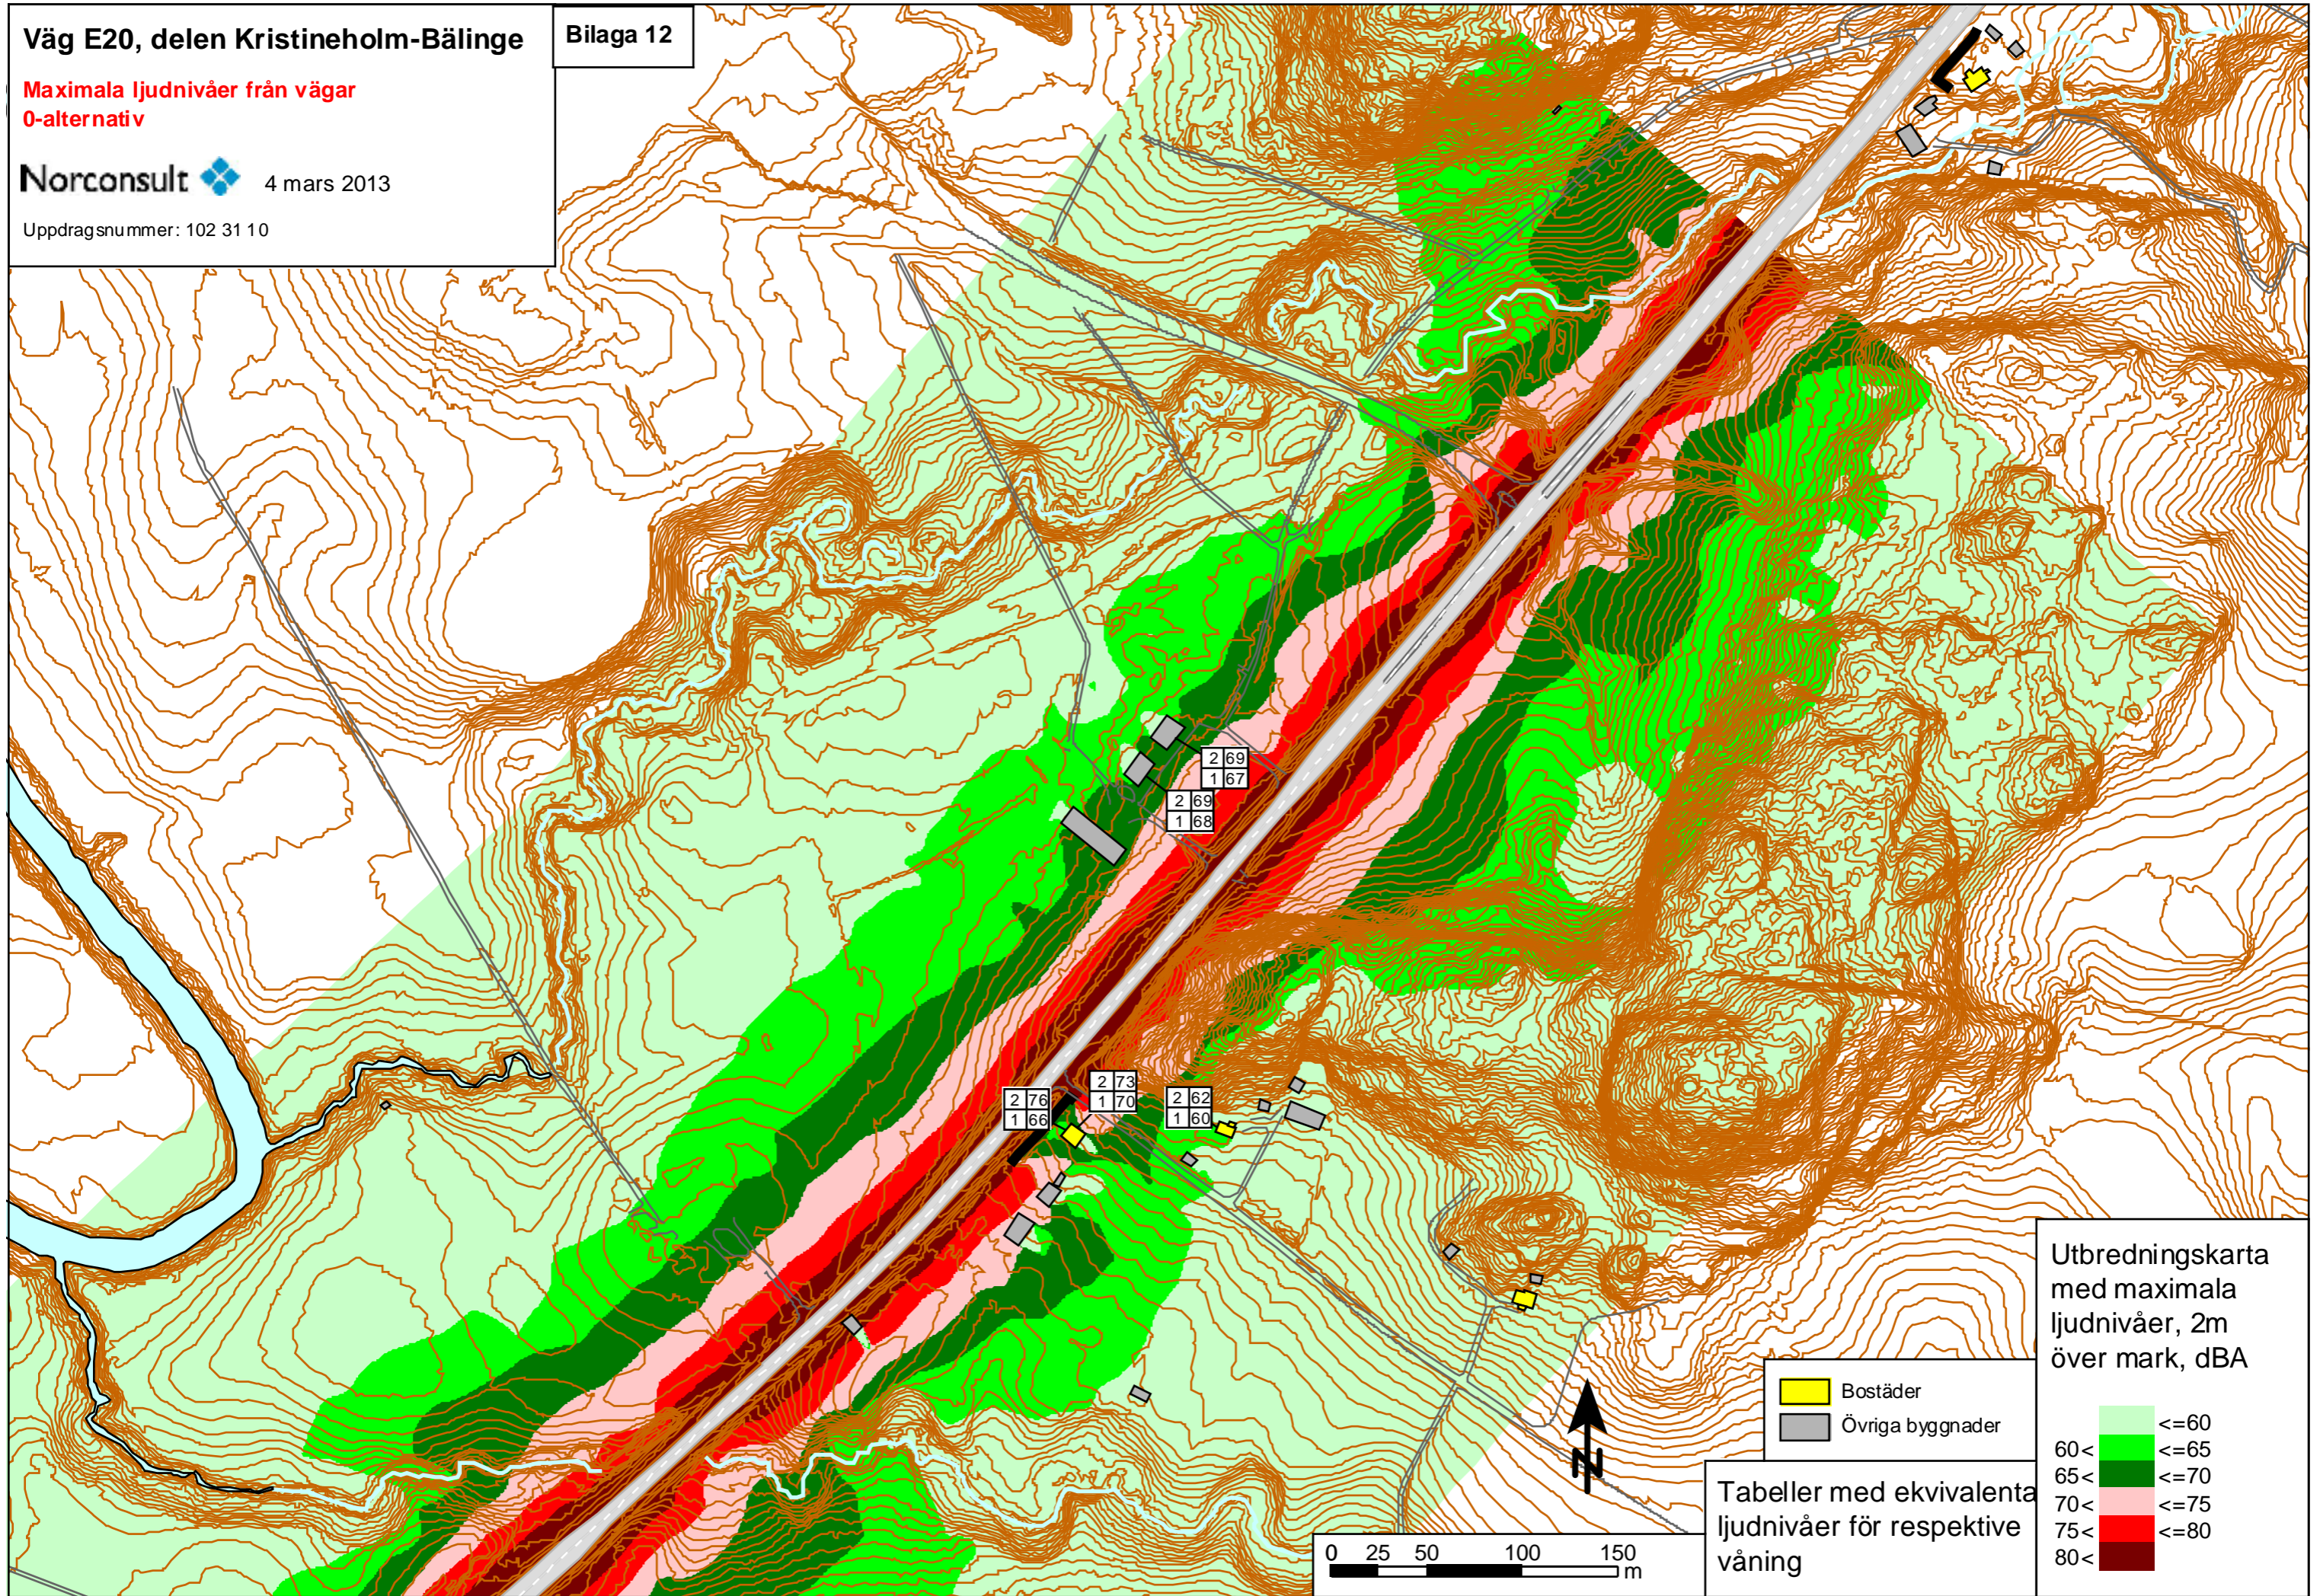 Väg E20, delen Kristineholm-Bälinge
Bilaga 12
Maximala ljudnivåer från vägar
0-alternativ
Norconsult
4 mars 2013
Uppdragsnummer: 102 31 10
2 69
1 67
2 69
1 68
2 76
1 66
2 73
1 70
2 62
1 60
Utbredningskarta
med maximala
ljudnivåer, 2m
över mark, dBA
<=60
60< <=65
65< <=70
70< <=75
75< <=80
80<
Bostäder
Övriga byggnader
N
Tabeller med ekvivalenta
ljudnivåer för respektive
våning
0 25 50 100 150
m